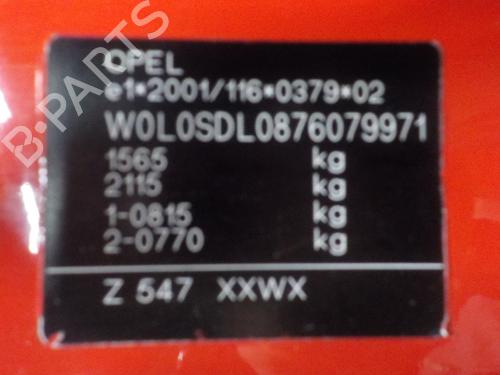 OPEL
e1*2001/116*0379*02
W0L0SDL0876079971
1565 kg
2115 kg
1-0815 kg
2-0770 kg
Z 547 XXWX
B-PARTS